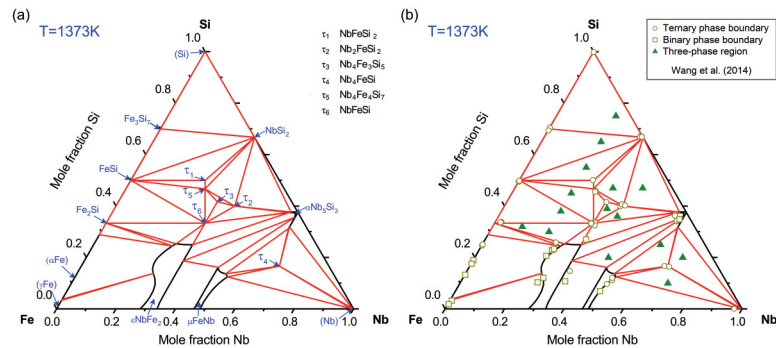 (a)
T=1373K
Si
1.0
(Si)
τ1 NbFeSi2
τ2 Nb2FeSi2
τ3 Nb4Fe3Si5
τ4 Nb4FeSi
τ5 Nb4Fe4Si7
τ6 NbFeSi
0.8
Fe3Si7
NbSi2
0.6
Mole fraction Si
FeSi
τ1
τ5
τ3
0.4
τ2
Fe2Si
τ6
αNb5Si3
0.2
(αFe)
τ4
(γFe)
0.0
Fe
0.0
0.2
0.4
0.6
0.8
1.0
εNbFe2
μFeNb
(Nb)
Nb
Mole fraction Nb
(b)
T=1373K
Si
1.0
Ternary phase boundary
Binary phase boundary
Three-phase region
Wang et al. (2014)
0.8
0.6
Mole fraction Si
0.4
0.2
0.0
Fe
0.0
0.2
0.4
0.6
0.8
1.0
Nb
Mole fraction Nb